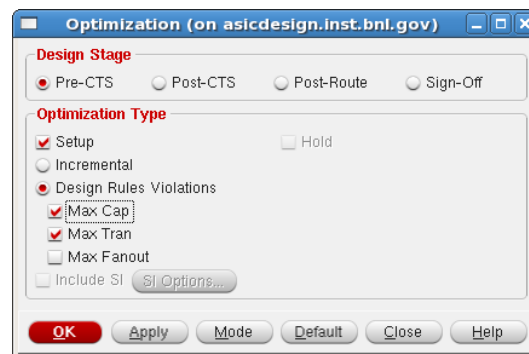 Optimization (on asicdesign.inst.bnl.gov)
Design Stage
Pre-CTS Post-CTS Post-Route Sign-Off
Optimization Type
Setup Hold
Incremental
Design Rules Violations
Max Cap
Max Tran
Max Fanout
Include SI SI Options...
OK Apply Mode Default Close Help